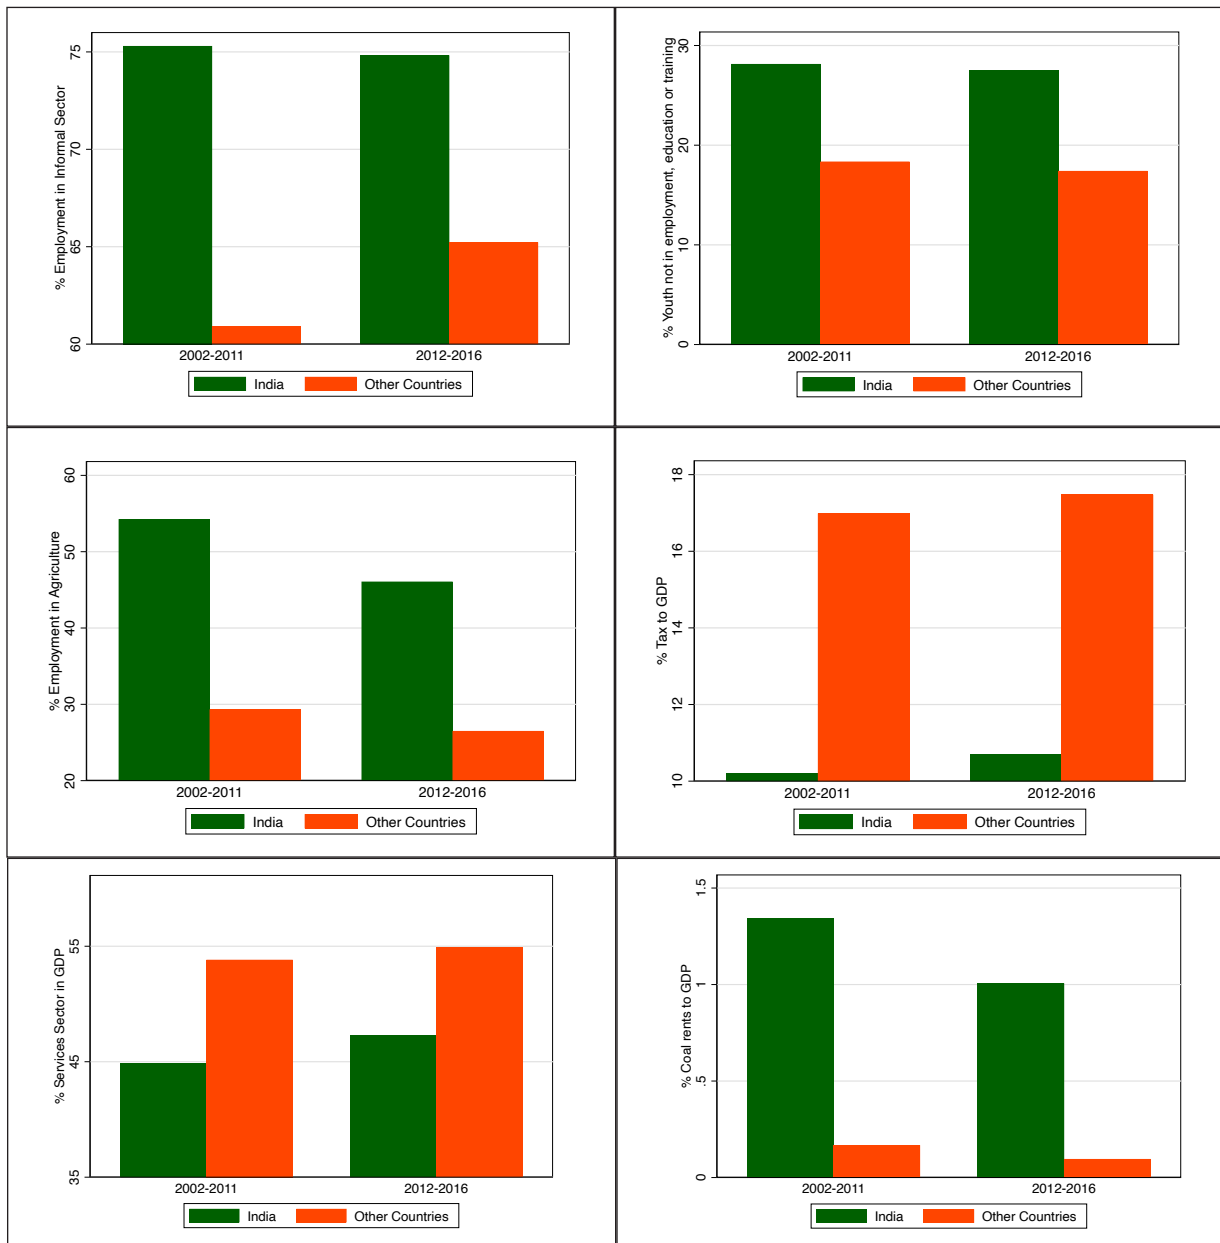 % Employment in Informal Sector
75
70
65
60
2002-2011
2012-2016
India
Other Countries
% Youth not in employment, education or training
30
20
10
0
2002-2011
2012-2016
India
Other Countries
% Employment in Agriculture
60
50
40
30
20
2002-2011
2012-2016
India
Other Countries
% Tax to GDP
18
16
14
12
10
2002-2011
2012-2016
India
Other Countries
% Services Sector in GDP
55
45
35
2002-2011
2012-2016
India
Other Countries
% Coal rents to GDP
1.5
1
.5
0
2002-2011
2012-2016
India
Other Countries